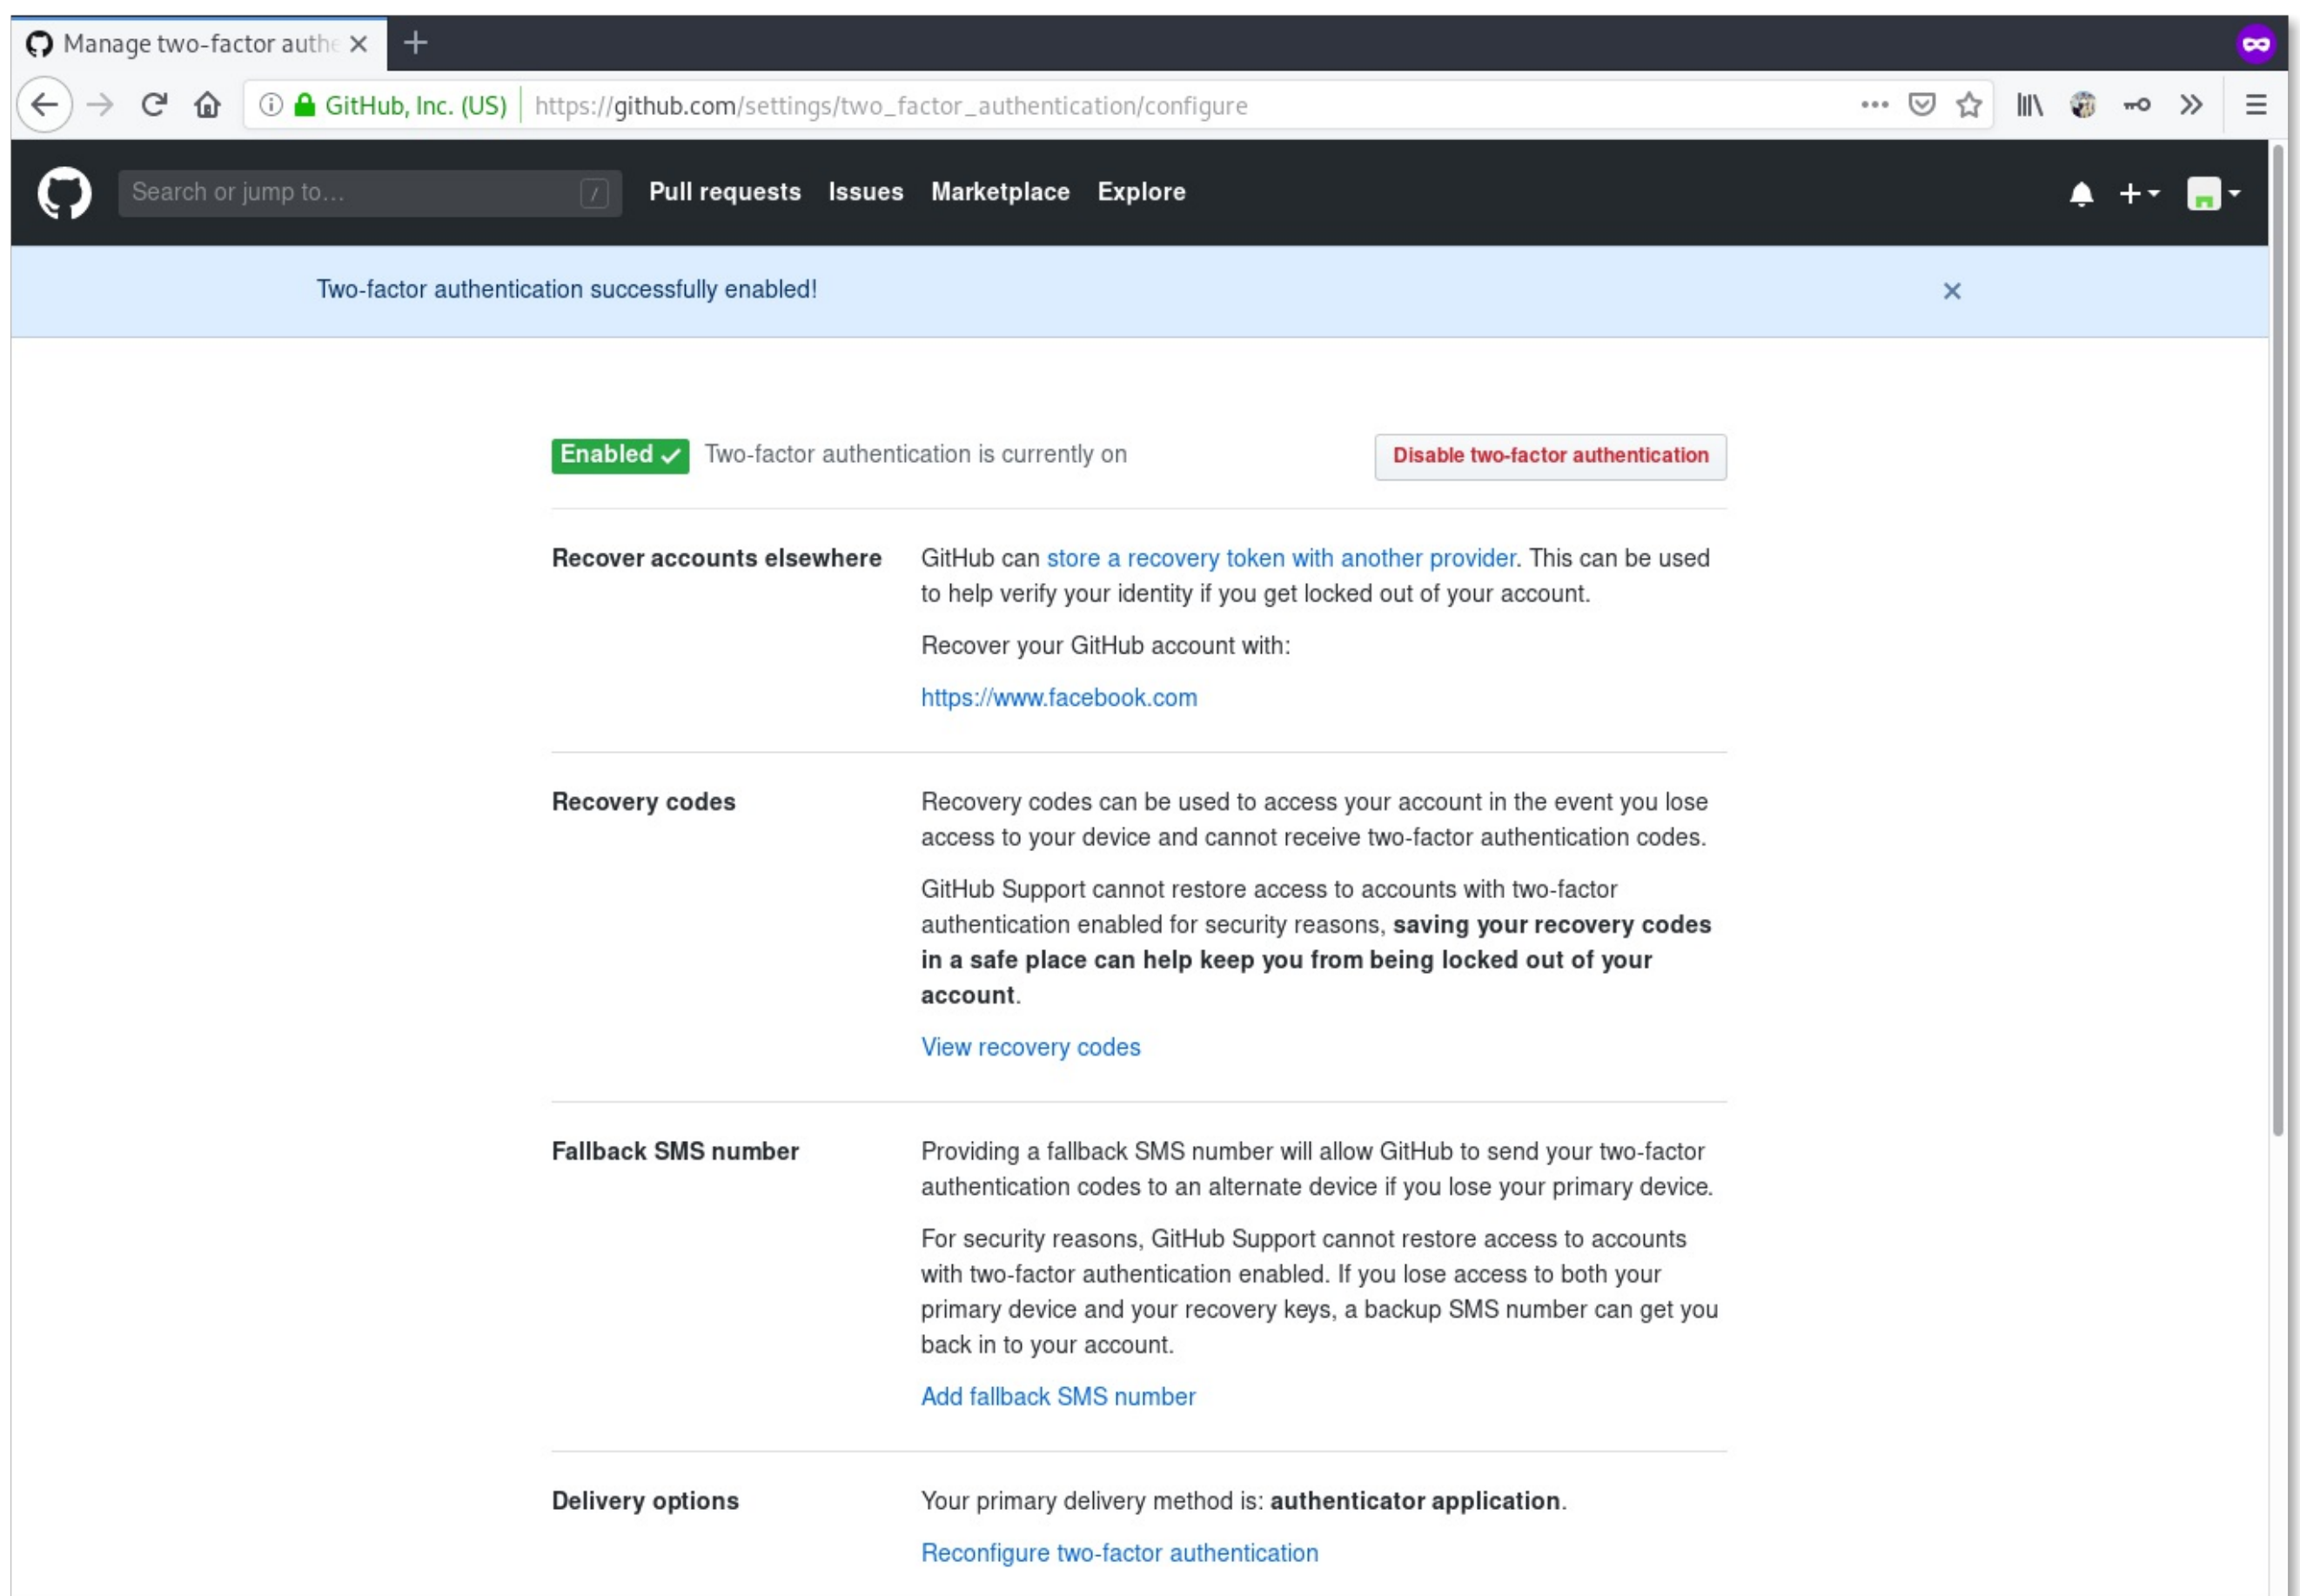 Manage two-factor authe
GitHub, Inc. (US) https://github.com/settings/two_factor_authentication/configure
Search or jump to... / Pull requests Issues Marketplace Explore
Two-factor authentication successfully enabled!
Enabled ✓ Two-factor authentication is currently on Disable two-factor authentication
Recover accounts elsewhere GitHub can store a recovery token with another provider. This can be used
to help verify your identity if you get locked out of your account.
Recover your GitHub account with:
https://www.facebook.com
Recovery codes Recovery codes can be used to access your account in the event you lose
access to your device and cannot receive two-factor authentication codes.
GitHub Support cannot restore access to accounts with two-factor
authentication enabled for security reasons, saving your recovery codes
in a safe place can help keep you from being locked out of your
account.
View recovery codes
Fallback SMS number Providing a fallback SMS number will allow GitHub to send your two-factor
authentication codes to an alternate device if you lose your primary device.
For security reasons, GitHub Support cannot restore access to accounts
with two-factor authentication enabled. If you lose access to both your
primary device and your recovery keys, a backup SMS number can get you
back in to your account.
Add fallback SMS number
Delivery options Your primary delivery method is: authenticator application.
Reconfigure two-factor authentication